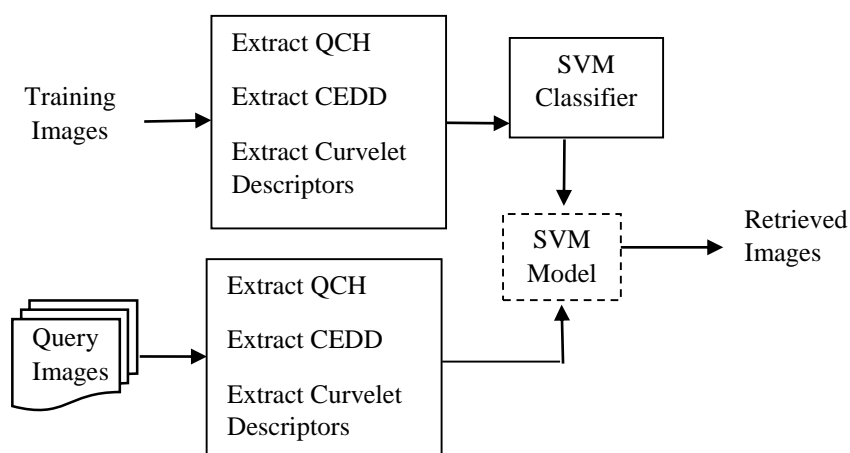 Training
Images
Extract QCH
Extract CEDD
Extract Curvelet
Descriptors
SVM
Classifier
SVM
Model
Retrieved
Images
Query
Images
Extract QCH
Extract CEDD
Extract Curvelet
Descriptors